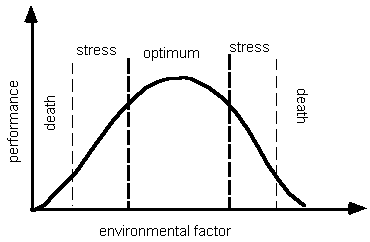 stress
optimum
stress
performance
death
death
environmental factor